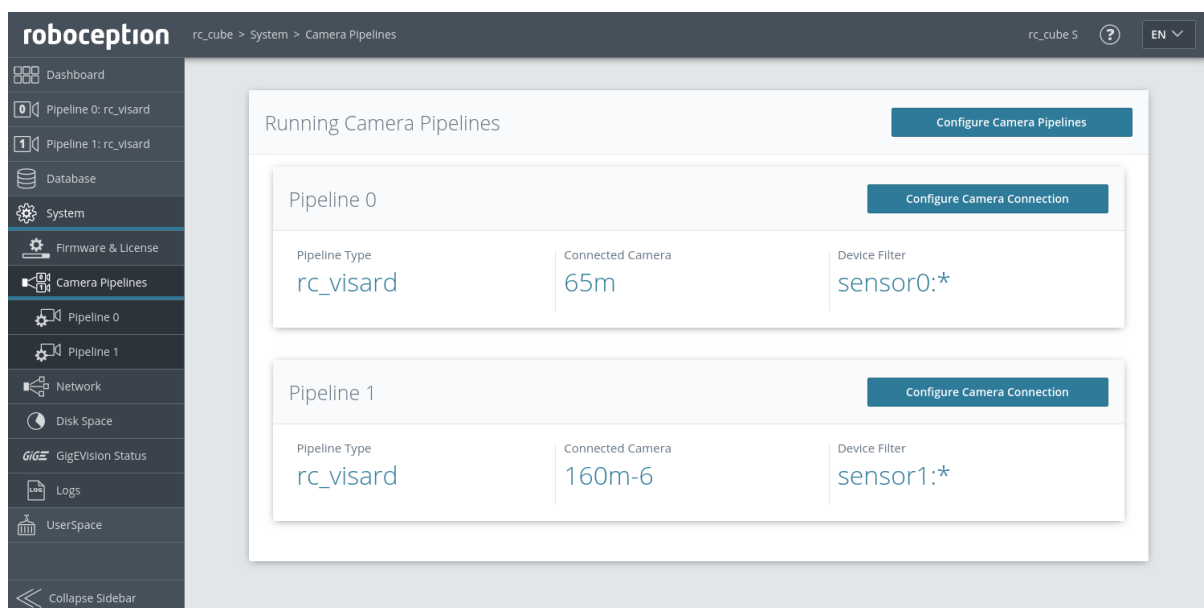 roboception
rc_cube > System > Camera Pipelines
rc_cube S
?
EN
Dashboard
0 Pipeline 0: rc_visard
1 Pipeline 1: rc_visard
Database
System
Firmware & License
0
1
Camera Pipelines
Pipeline 0
Pipeline 1
Network
Disk Space
GiGE GigEVision Status
LOG Logs
UserSpace
Collapse Sidebar
Running Camera Pipelines
Configure Camera Pipelines
Pipeline 0
Configure Camera Connection
Pipeline Type
Connected Camera
Device Filter
rc_visard
65m
sensor0:*
Pipeline 1
Configure Camera Connection
Pipeline Type
Connected Camera
Device Filter
rc_visard
160m-6
sensor1:*